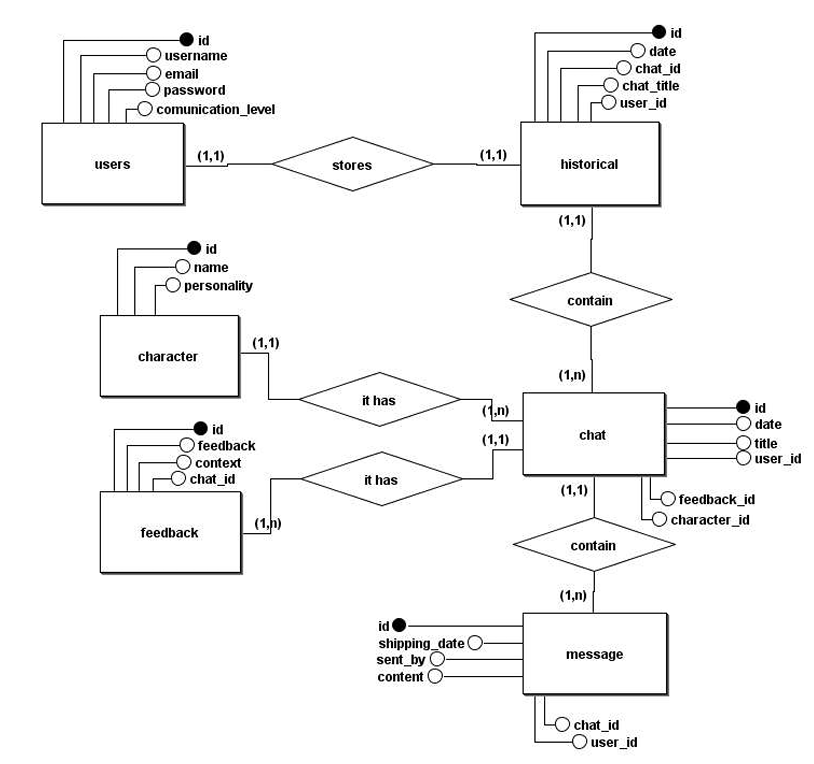 id
username
email
password
comunication_level
users
(1,1)
stores
(1,1)
id
date
chat_id
chat_title
user_id
historical
(1,1)
contain
(1,n)
id
name
personality
character
(1,1)
it has
(1,n)
id
feedback
context
chat_id
feedback
(1,n)
it has
(1,1)
chat
id
date
title
user_id
feedback_id
character_id
(1,1)
contain
(1,n)
id
shipping_date
sent_by
content
message
chat_id
user_id